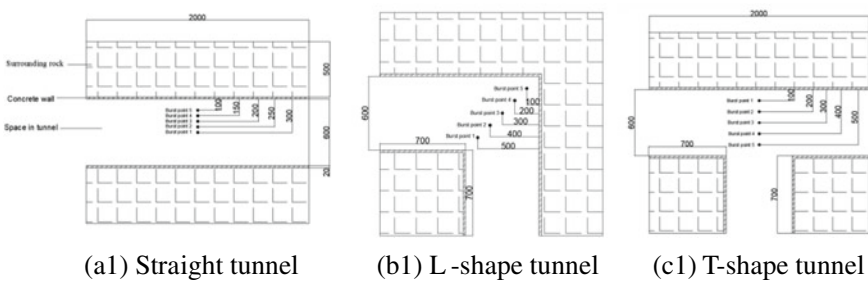 2000
Surrounding rock
500
Concrete wall
Space in tunnel
Burst point 5
Burst point 4
Burst point 3
Burst point 2
Burst point 1
100
150
200
250
300
600
20
(a1) Straight tunnel
600
Burst point 5
Burst point 4
Burst point 3
Burst point 2
Burst point 1
100
200
300
400
500
700
700
(b1) L-shape tunnel
2000
600
Burst point 1
Burst point 2
Burst point 3
Burst point 4
Burst point 5
100
200
300
400
500
700
700
(c1) T-shape tunnel